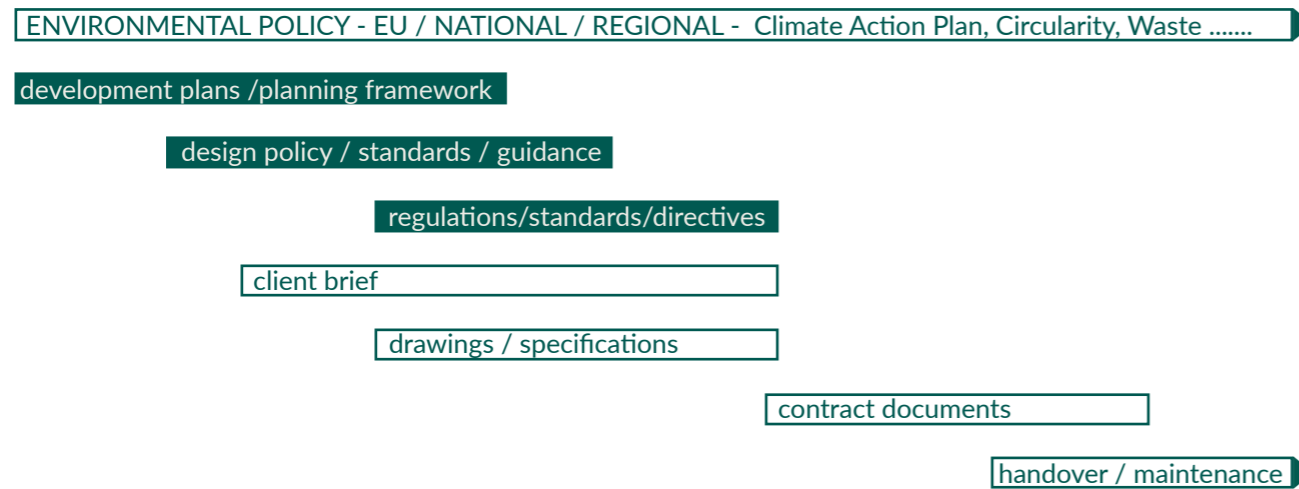 ENVIRONMENTAL POLICY - EU / NATIONAL / REGIONAL - Climate Action Plan, Circularity, Waste .......
development plans /planning framework
design policy / standards / guidance
regulations/standards/directives
client brief
drawings / specifications
contract documents
handover / maintenance